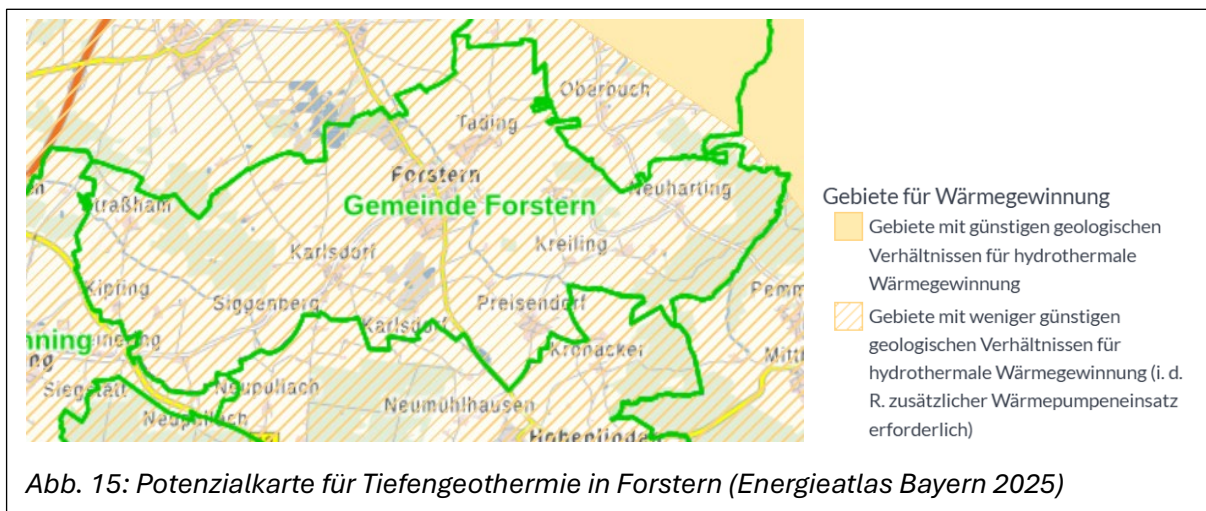 Oberbuch
Tading
Forstern
Neuharting
Straßham
Gemeinde Forstern
Karlsdorf
Kreiling
Kipfing
Siggenberg
Preisendorf
Karlsdorf
Kronacker
nning
ng
Siegstatt
Neupullach
Neumühlhausen
Neupullach
Gebiete für Wärmegewinnung
Gebiete mit günstigen geologischen
Verhältnissen für hydrothermale
Wärmegewinnung
Gebiete mit weniger günstigen
geologischen Verhältnissen für
hydrothermale Wärmegewinnung (i. d.
R. zusätzlicher Wärmepumpeneinsatz
erforderlich)
Abb. 15: Potenzialkarte für Tiefengeothermie in Forstern (Energieatlas Bayern 2025)